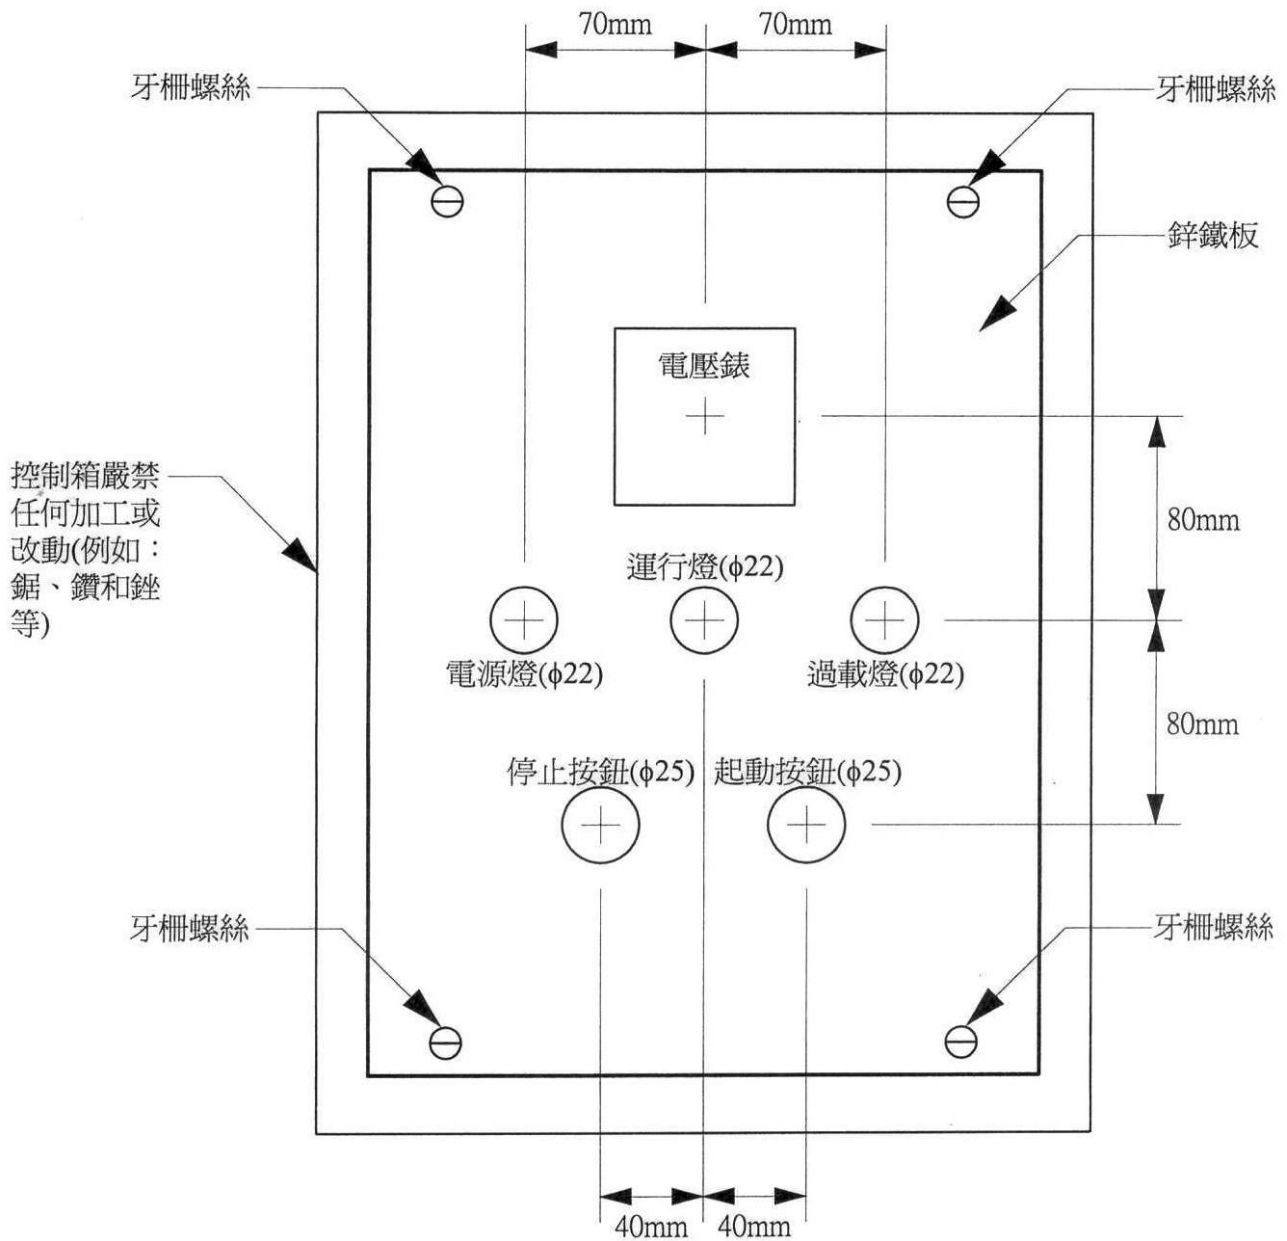 70mm
70mm
牙柵螺絲
牙柵螺絲
鋅鐵板
電壓錶
控制箱嚴禁
任何加工或
改動(例如：
鋸、鑽和銼
等)
80mm
運行燈(ϕ22)
電源燈(ϕ22)
過載燈(ϕ22)
80mm
停止按鈕(ϕ25)
起動按鈕(ϕ25)
牙柵螺絲
牙柵螺絲
40mm
40mm